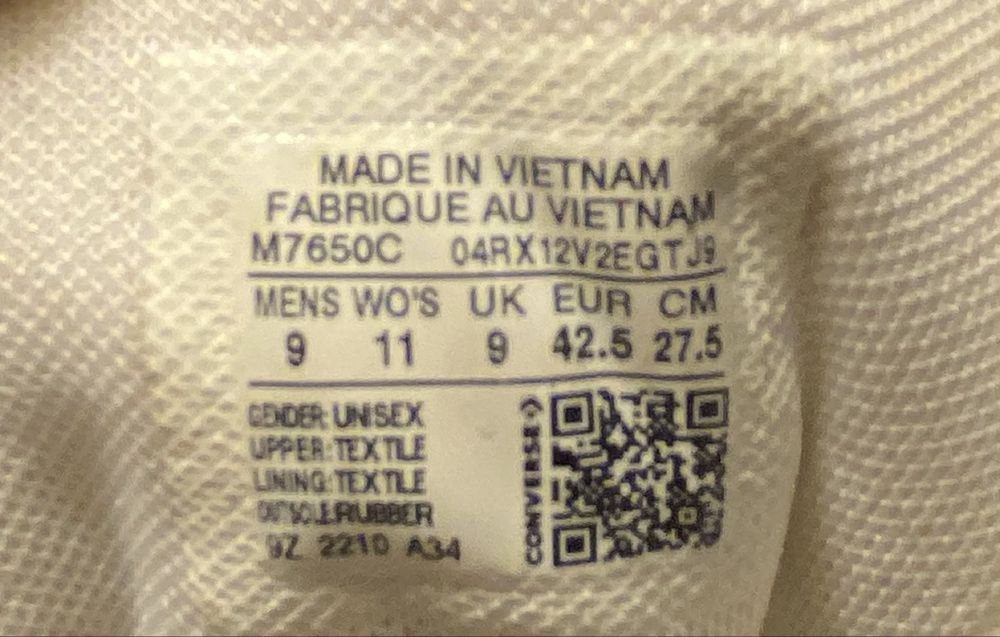 MADE IN VIETNAM
FABRIQUE AU VIETNAM
M7650C 04RX12V2EGTJ9
MENS WO'S UK EUR CM
9 11 9 42.5 27.5
GENDER: UNISEX
UPPER: TEXTILE
LINING: TEXTILE
OUTSOLE: RUBBER
9Z 2210 A34
CONVERSE